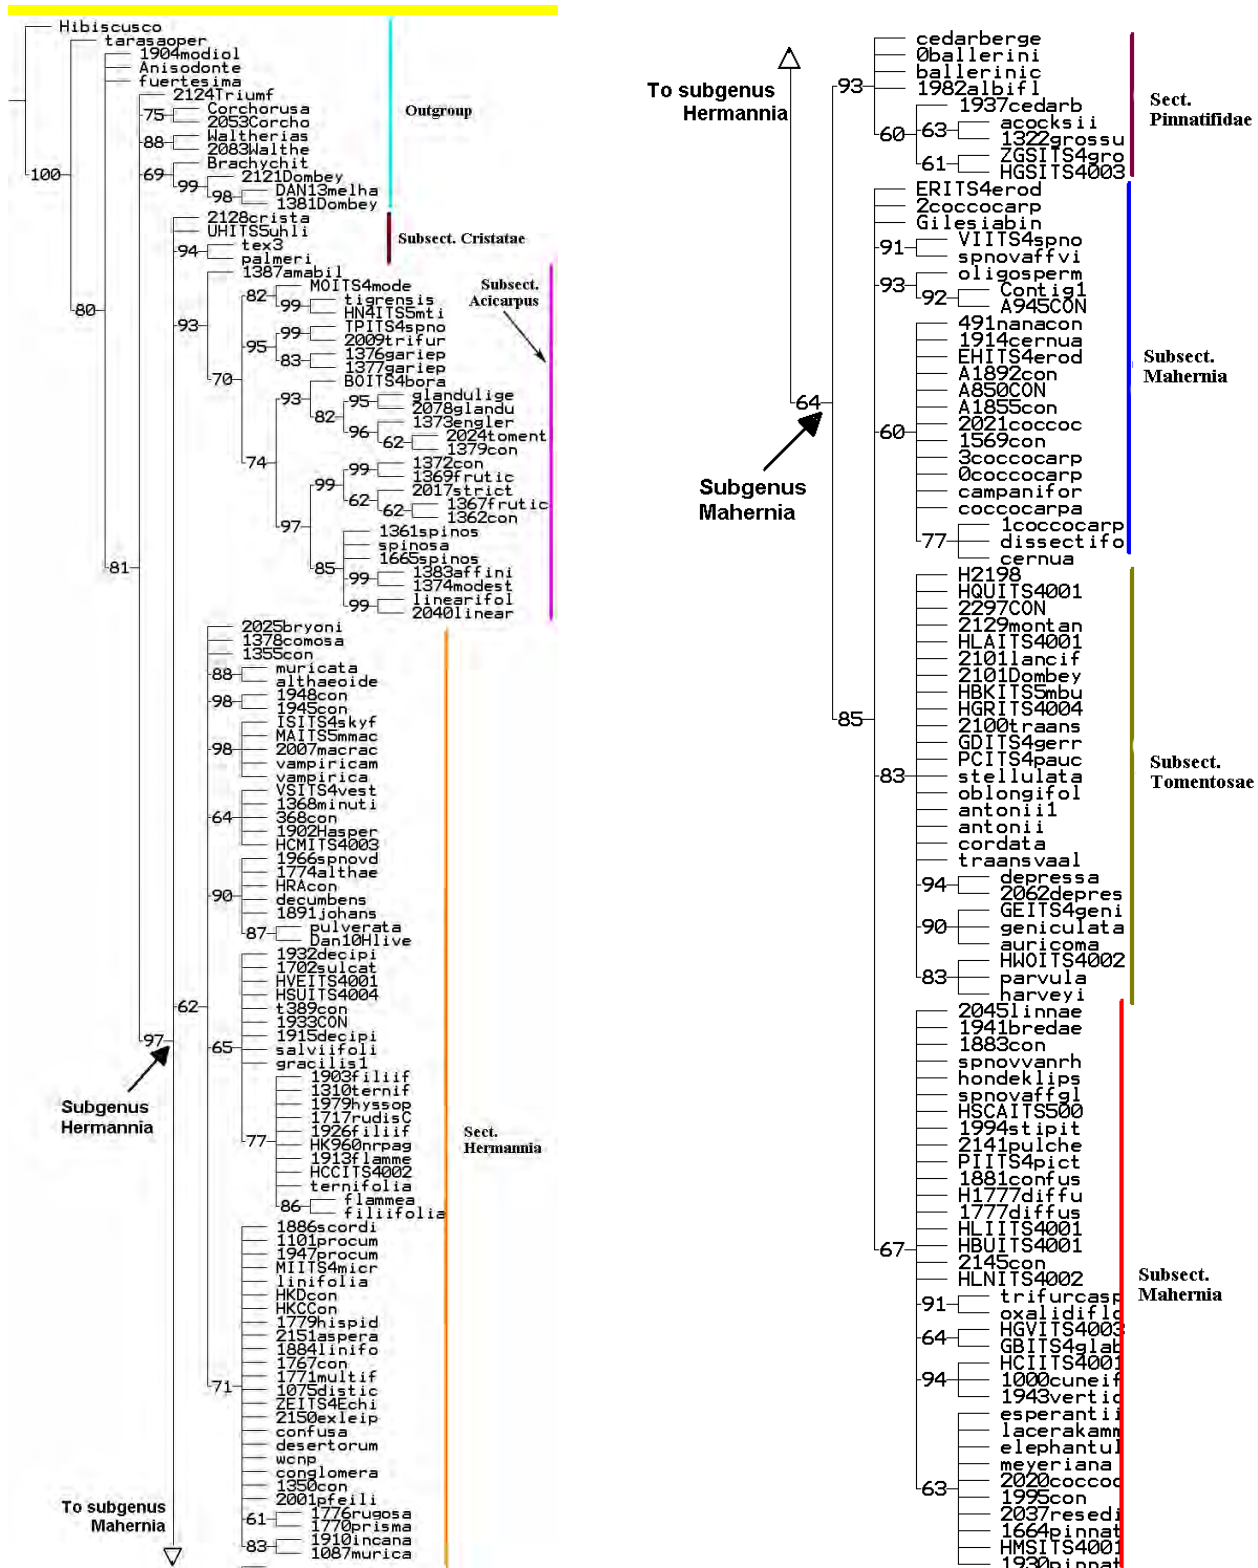 Hibiscusco
tarasaoper
1904modiol
Anisodonte
fuertesima
2124Triumf
Corchorusa
75
2053Corcho
Waltherias
88
2083Walthe
Outgroup
Brachychit
100
69
2121Dombey
99
DAN13melha
98
1381Dombey
2128crista
UHITS5uhli
tex3
94
palmeri
Subsect. Cristatae
1387amabil
MOITS4mode
82
tigrensis
99
HN4ITS5mti
Subsect.
Acicarpus
80
TPITS4spno
99
2009trifur
93
95
1376gariep
83
1377gariep
70
BOITS4bora
93
glandulige
95
2078glandu
82
1373engler
96
2024toment
62
1379con
74
1372con
99
1369frutic
99
2017strict
62
1367frutic
62
1362con
97
1361spinos
spinosa
1665spinos
85
1383affini
99
1374modest
81
linearifol
99
2040linear
2025bryoni
1378comosa
1355con
muricata
88
althaeoide
1948con
98
1945con
ISITS4skyf
MAITS5mmac
98
2007macrac
vampiricam
vampirica
VSITS4vest
1368minuti
64
368con
1902Hasper
HCMITS4003
1966spnovd
1774althae
HRAcon
90
decumbens
1891johans
pulverata
87
Dan10Hlive
1932decipi
1702sulcat
HVEITS4001
HSUITS4004
62
t389con
1933CON
1915decipi
97
65
salviifoli
gracilis1
Subgenus
Hermannia
1903filiif
1310ternif
1979hyssop
1717rudisC
1926filiif
77
HK960nrpag
1913flamme
HCCITS4002
ternifolia
flammea
86
filiifolia
Sect.
Hermannia
1886scordi
1101procum
1947procum
MIITS4micr
linifolia
HKDcon
HKCCon
1779hispid
2151aspera
1884linifo
1767con
1771multif
71
1075distic
ZEITS4Echi
2150exleip
confusa
desertorum
wcnp
conglomera
1350con
2001pfeili
To subgenus
Mahernia
1776rugosa
61
1770prisma
1910incana
83
1087murica
To subgenus
Hermannia
cedarberge
0ballerini
ballerinic
93
1982albifl
1937cedarb
60
acocksii
63
1322grossu
ZGSITS4gro
61
HGSITS4003
Sect.
Pinnatifidae
ERITS4erod
2coccocarp
Gilesiabin
VIITS4spno
91
spnovaffvi
oligosperm
93
Contig1
92
A945CON
491nanacon
1914cernua
EHITS4erod
A1892con
A850CON
64
A1855con
2021coccoc
60
1569con
3coccocarp
0coccocarp
campanifor
coccocarpa
1coccocarp
77
dissectifo
cernua
Subsect.
Mahernia
Subgenus
Mahernia
H2198
HQUITS4001
2297CON
2129montan
HLAITS4001
2101lancif
2101Dombey
HBKITS5mbu
HGRITS4004
85
2100traans
GDITS4gerr
PCITS4pauc
83
stellulata
oblongifol
antonii1
antonii
cordata
traansvaal
depressa
94
2062depres
GEITS4geni
90
geniculata
auricoma
HWOITS4002
83
parvula
harveyi
Subsect.
Tomentosae
2045linnae
1941bredae
1883con
spnovvanrh
hondeklips
spnovaffgl
HSCAITS500
1994stipit
2141pulche
PIITS4pict
1881confus
H1777diffu
1777diffus
HLIITS4001
67
HBUITS4001
2145con
HLNITS4002
trifurcasp
91
oxalidiflo
HGVITS4003
64
GBITS4glab
HCIITS4001
94
1000cuneif
1943vertic
esperantii
lacerakamm
elephantul
meyeriana
63
2020coccoc
1995con
2037resedi
1664pinnat
HMSITS4001
1930pinnat
Subsect.
Mahernia